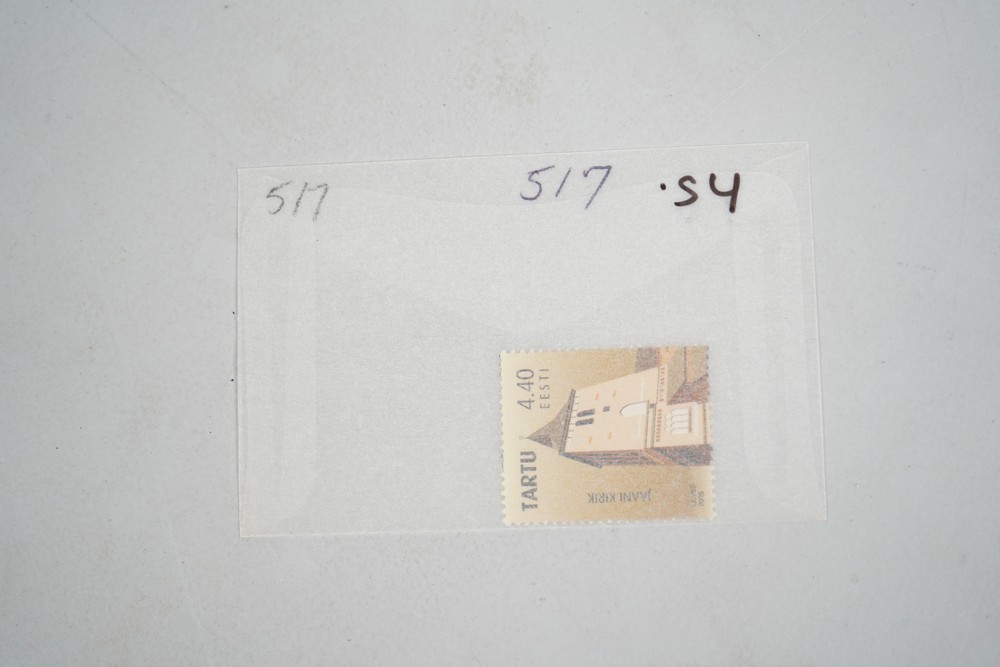 517 517 .54
TARTU 4.40
EESTI
JAANI KIRIK